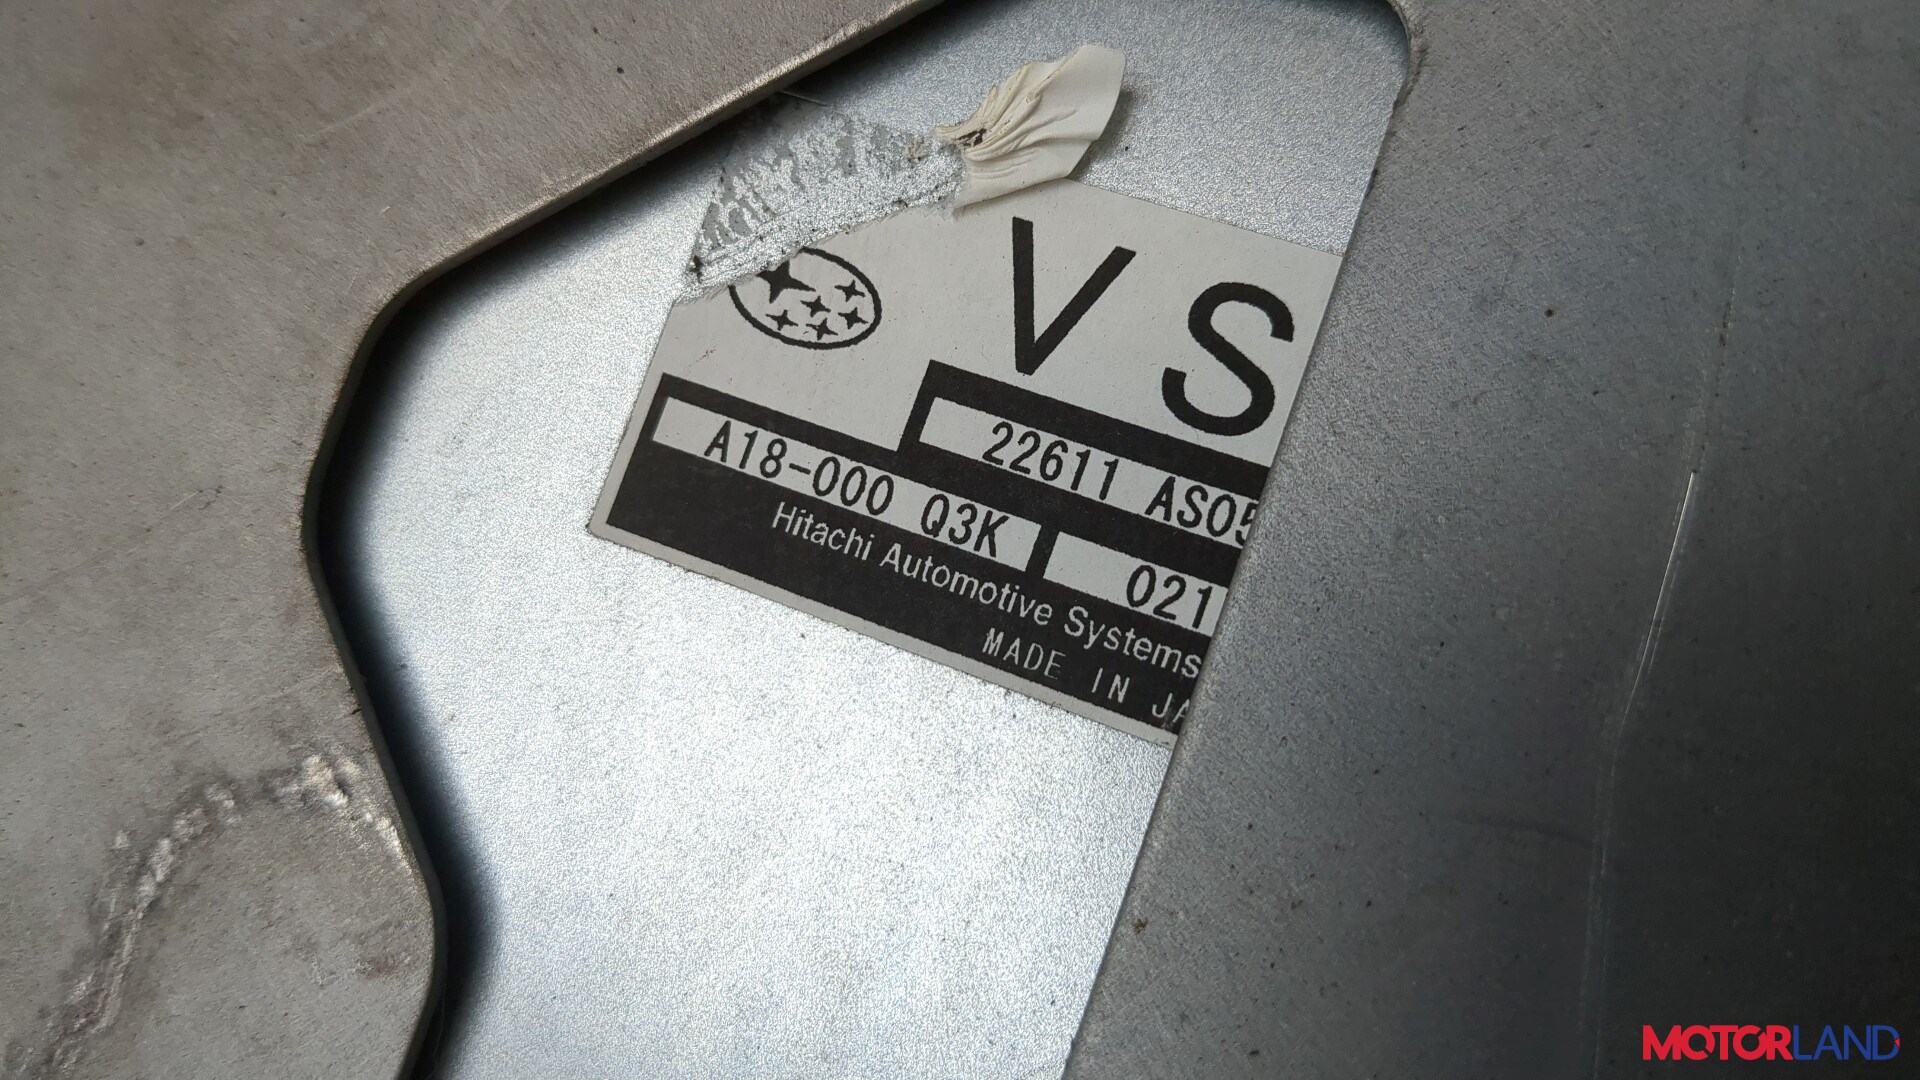 VS
22611 AS05
A18-000 Q3K
021
Hitachi Automotive Systems
MADE IN JA
MOTORLAND